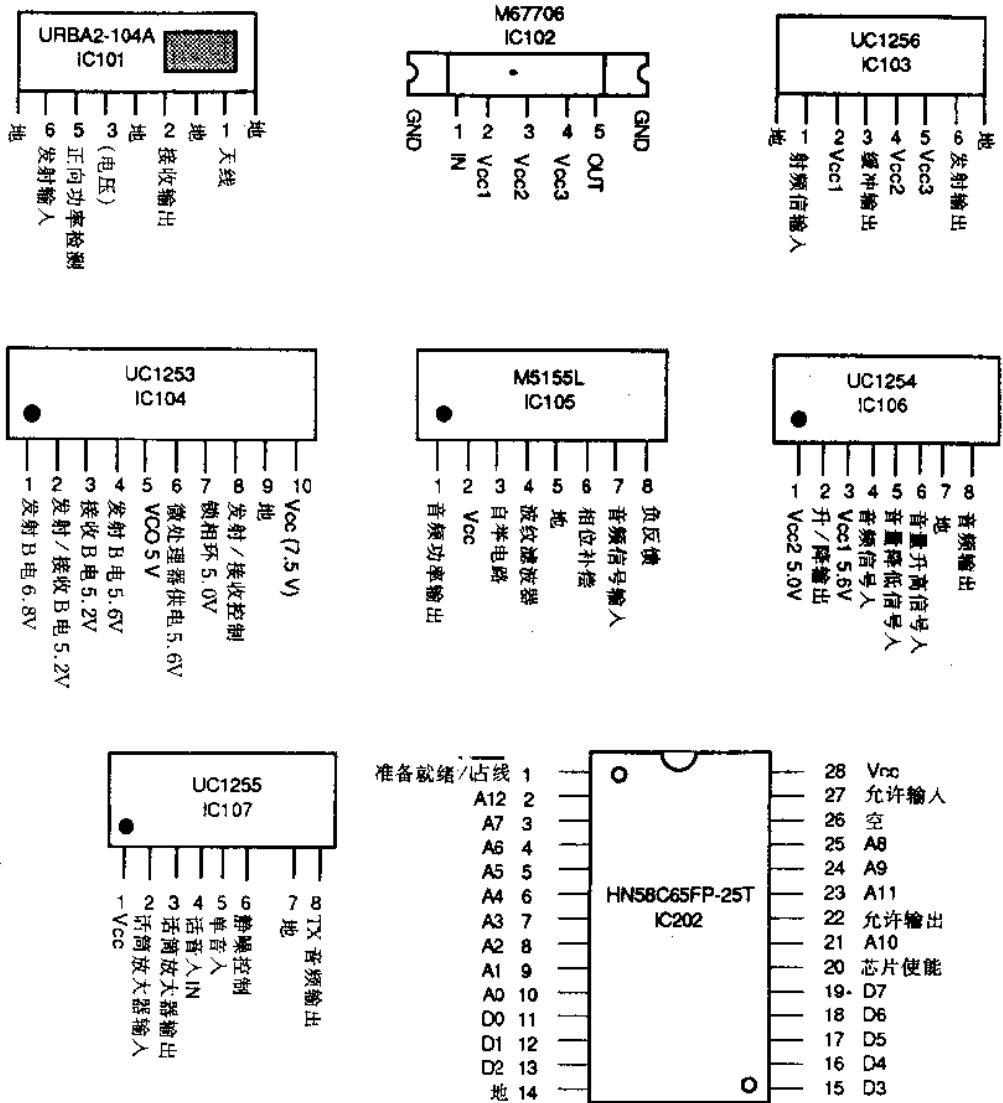 URBA2-104A
IC101
地
6 发射输入
5 正向功率检测
3 (电压)
地
2 接收输出
地
1 天线
地
M67706
IC102
GND
1 IN
2 Vcc1
3 Vcc2
4 Vcc3
5 OUT
GND
UC1256
IC103
地
1 射频信输入
2 Vcc1
3 缓冲输出
4 Vcc2
5 Vcc3
6 发射输出
地
UC1253
IC104
1 发射B电6.8V
2 发射/接收B电5.2V
3 接收B电5.2V
4 发射B电5.6V
5 VCO 5 V
6 微处理器供电5.6V
7 锁相环5.0V
8 发射/接收控制
9 地
10 Vcc (7.5 V)
M5155L
IC105
1 音频功率输出
2 Vcc
3 自举电路
4 波纹滤波器
5 地
6 相位补偿
7 音频信号输入
8 负反馈
UC1254
IC106
1 Vcc2 5.0V
2 升/降输出
3 Vcc1 5.6V
4 音频信号入
5 音量降低信号入
6 音量升高信号入
7 地
8 音频输出
UC1255
IC107
1 Vcc
2 话筒放大器输入
3 话筒放大器输出
4 话音入IN
5 单音入
6 静噪控制
7 地
8 TX 音频输出
HN58C65FP-25T
IC202
准备就绪/占线 1
A12 2
A7 3
A6 4
A5 5
A4 6
A3 7
A2 8
A1 9
A0 10
D0 11
D1 12
D2 13
地 14
28 Vcc
27 允许输入
26 空
25 A8
24 A9
23 A11
22 允许输出
21 A10
20 芯片使能
19 D7
18 D6
17 D5
16 D4
15 D3